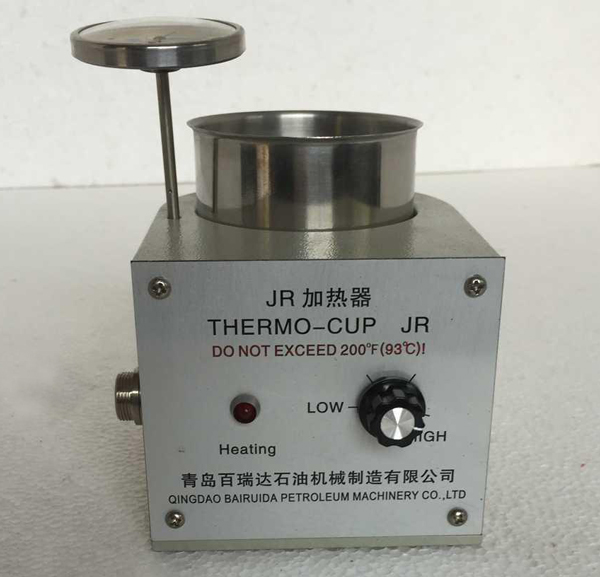 JR 加热器
THERMO-CUP JR
DO NOT EXCEED 200°F(93℃)!
LOW
HIGH
Heating
青岛百瑞达石油机械制造有限公司
QINGDAO BAIRUIDA PETROLEUM MACHINERY CO.,LTD